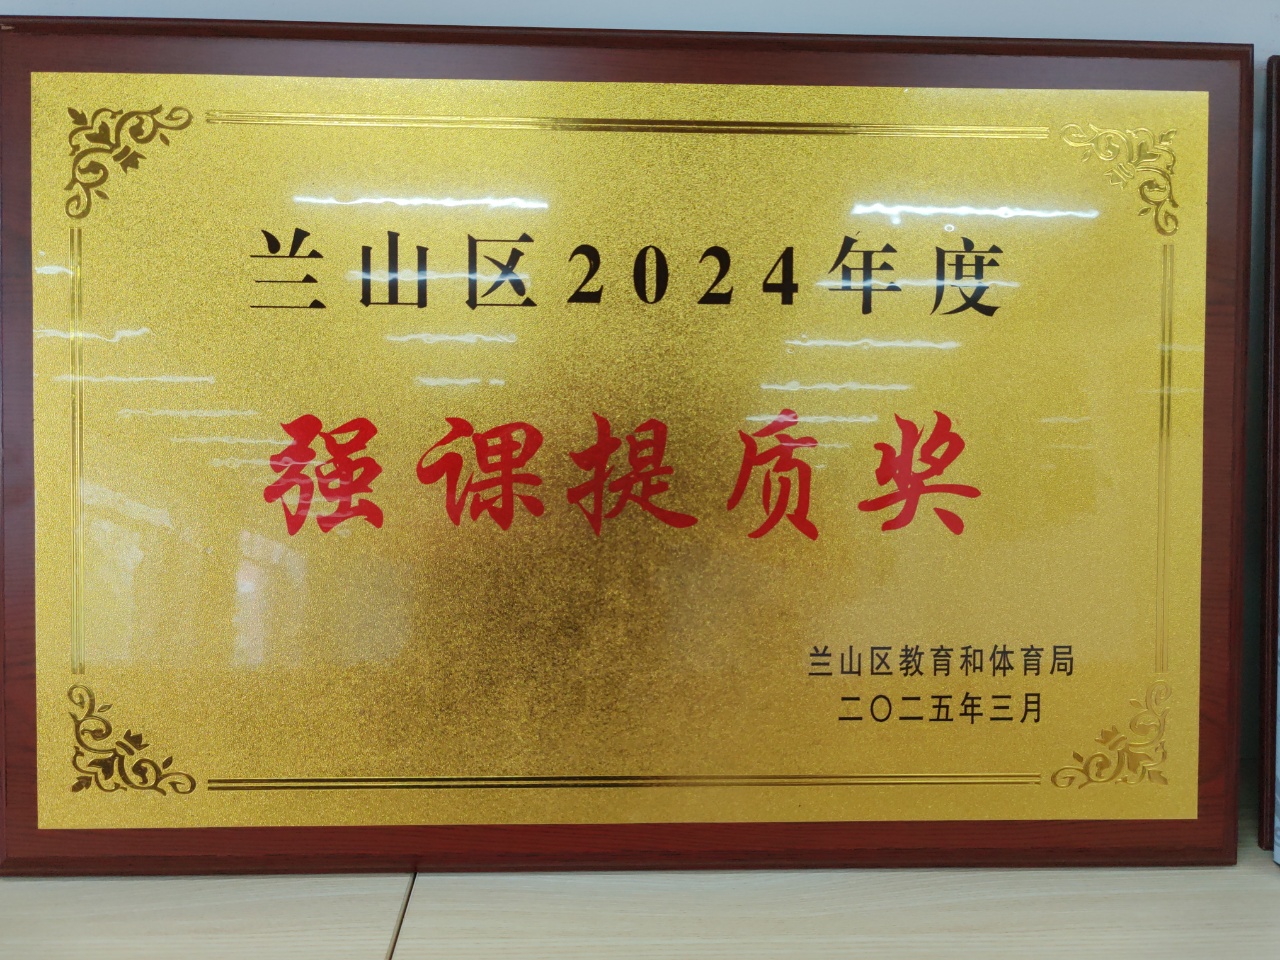 兰山区2024年度
强课提质奖
兰山区教育和体育局
二〇二五年三月